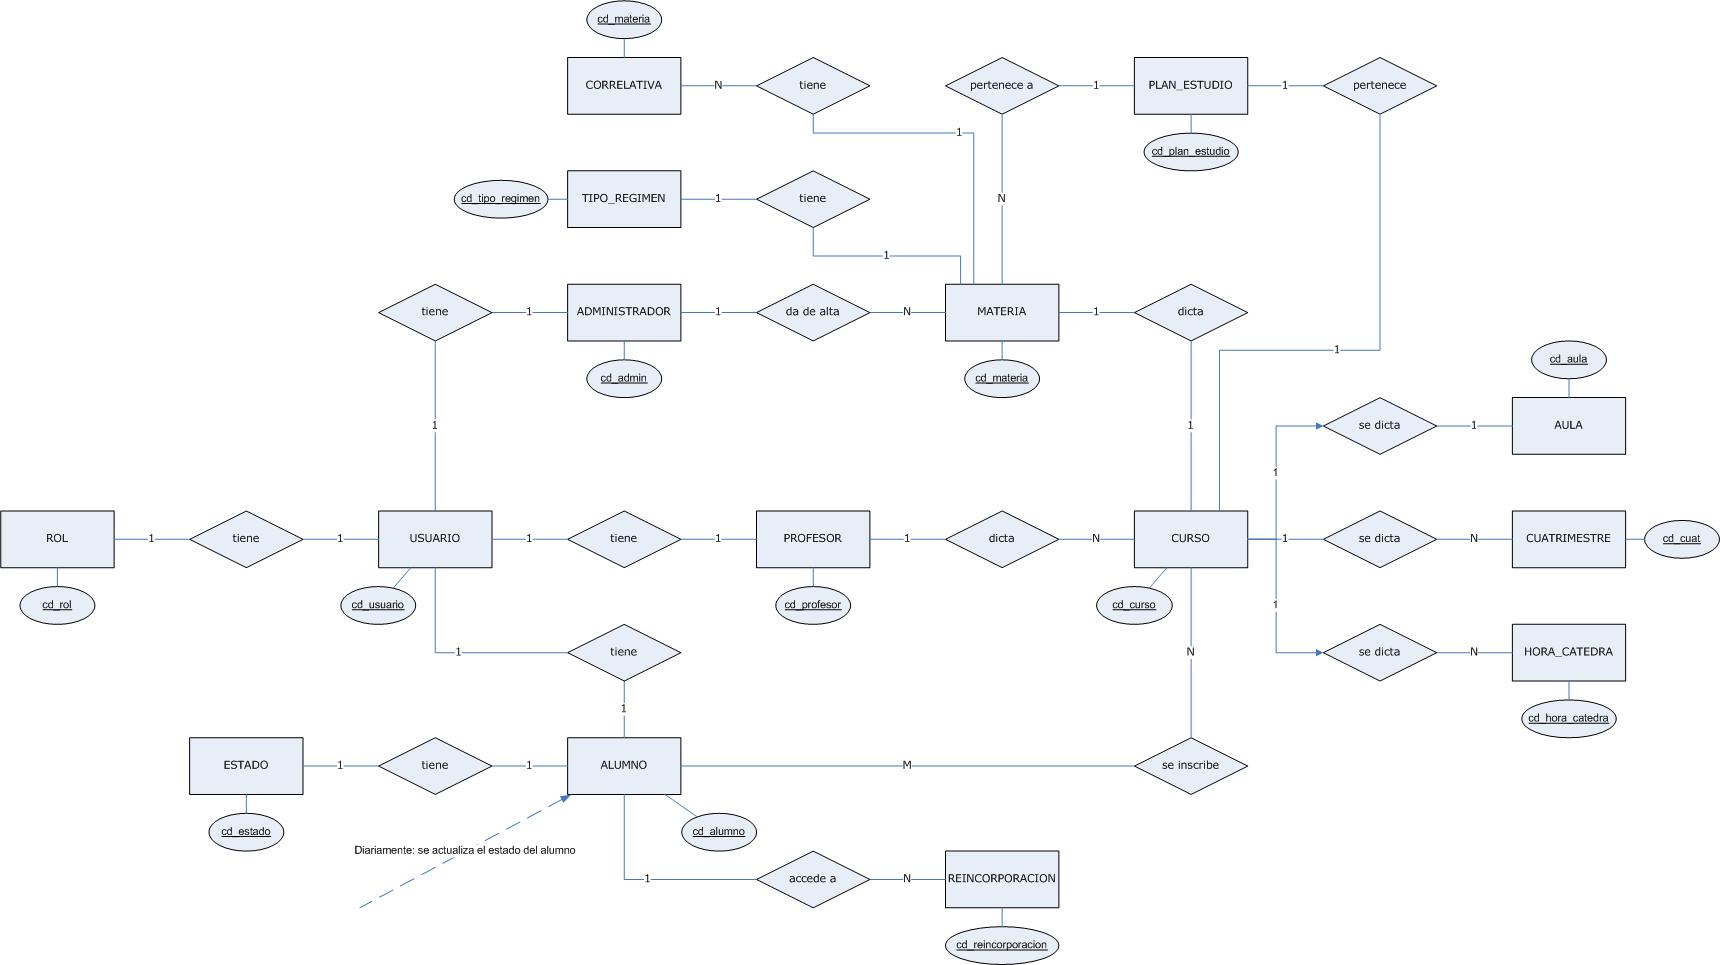 cd_materia
CORRELATIVA
N
tiene
pertenece a
1
PLAN_ESTUDIO
1
pertenece
1
cd_plan_estudio
cd_tipo_regimen
TIPO_REGIMEN
1
tiene
N
1
tiene
1
ADMINISTRADOR
1
da de alta
N
MATERIA
1
dicta
1
cd_aula
cd_admin
cd_materia
1
1
se dicta
1
AULA
1
ROL
1
tiene
1
USUARIO
1
tiene
1
PROFESOR
1
dicta
N
CURSO
1
se dicta
N
CUATRIMESTRE
cd_cuat
cd_rol
cd_usuario
cd_profesor
cd_curso
1
1
tiene
N
se dicta
N
HORA_CATEDRA
1
cd_hora_catedra
ESTADO
1
tiene
1
ALUMNO
M
se inscribe
cd_estado
cd_alumno
Diariamente: se actualiza el estado del alumno
1
accede a
N
REINCORPORACION
cd_reincorporacion